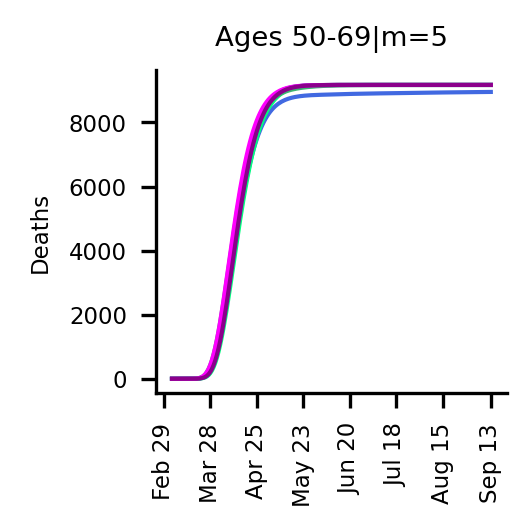 Ages 50-69|m=5
Deaths
8000
6000
4000
2000
0
Feb 29
Mar 28
Apr 25
May 23
Jun 20
Jul 18
Aug 15
Sep 13